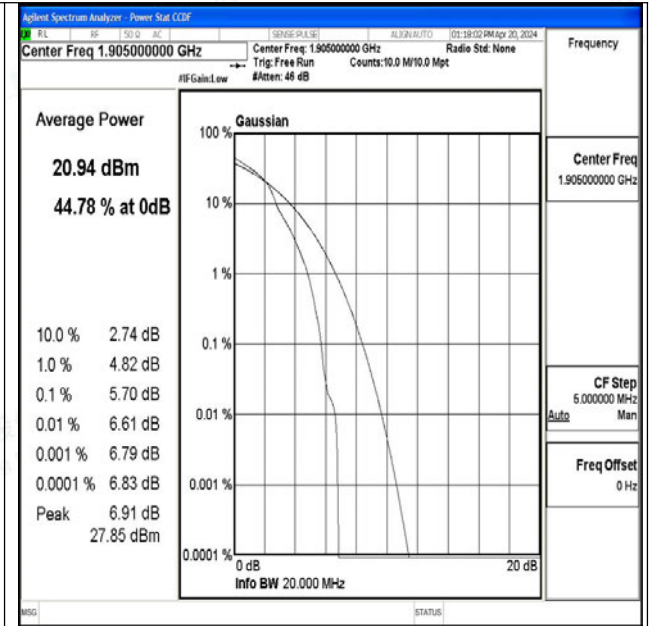 Agilent Spectrum Analyzer - Power Stat CCDF
RL RF 50 Ω AC SENSE:PULSE ALIGN AUTO 01:18:02 PM Apr 20, 2024
Center Freq 1.905000000 GHz
Center Freq: 1.905000000 GHz Radio Std: None
Trig: Free Run Counts:10.0 M/10.0 Mpt
#IFGain:Low #Atten: 46 dB
Frequency
Average Power
20.94 dBm
44.78 % at 0dB
10.0 % 2.74 dB
1.0 % 4.82 dB
0.1 % 5.70 dB
0.01 % 6.61 dB
0.001 % 6.79 dB
0.0001 % 6.83 dB
Peak 6.91 dB
27.85 dBm
Gaussian
100 %
10 %
1 %
0.1 %
0.01 %
0.001 %
0.0001 %
0 dB 20 dB
Info BW 20.000 MHz
Center Freq
1.905000000 GHz
CF Step
5.000000 MHz
Auto Man
Freq Offset
0 Hz
MSG STATUS